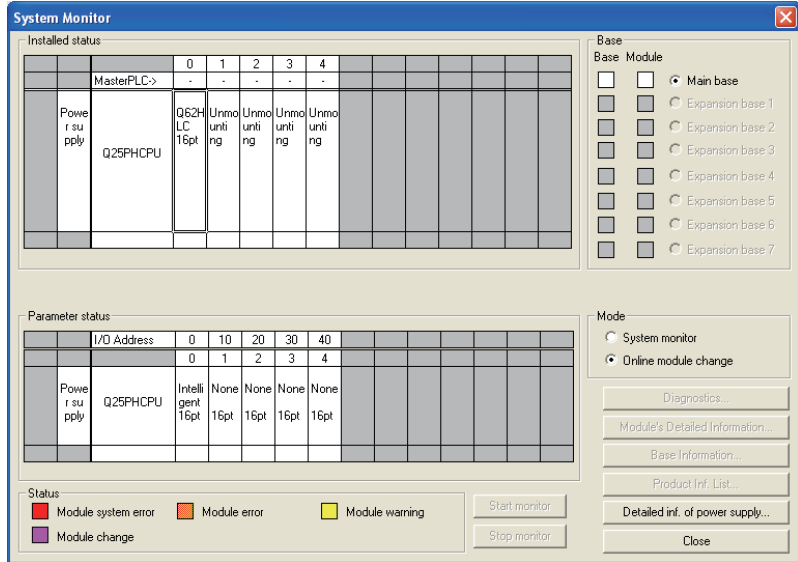 System Monitor
Installed status
0 1 2 3 4
MasterPLC-> - - - - -
Powe
r su
pply
Q25PHCPU
Q62H
LC
16pt
Unmo
unti
ng
Unmo
unti
ng
Unmo
unti
ng
Unmo
unti
ng
Base
Base Module
Main base
Expansion base 1
Expansion base 2
Expansion base 3
Expansion base 4
Expansion base 5
Expansion base 6
Expansion base 7
Parameter status
I/O Address 0 10 20 30 40
0 1 2 3 4
Powe
r su
pply
Q25PHCPU
Intelli
gent
16pt
None
16pt
None
16pt
None
16pt
None
16pt
Mode
System monitor
Online module change
Diagnostics...
Module's Detailed Information...
Base Information...
Product Inf. List...
Detailed inf. of power supply...
Close
Status
Module system error
Module error
Module warning
Module change
Start monitor
Stop monitor